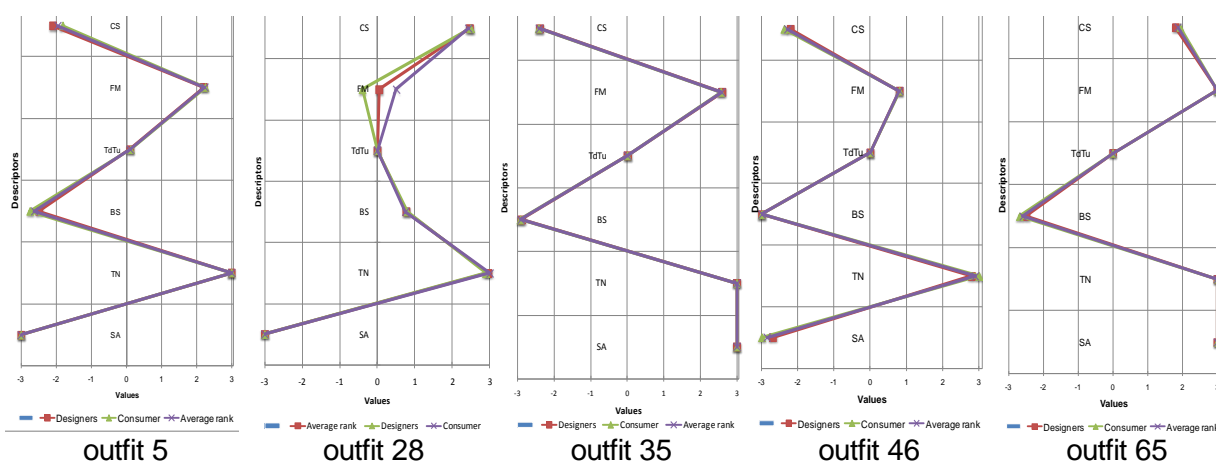 Descriptors
CS
FM
TdTu
BS
TN
SA
-3 -2 -1 0 1 2 3
Values
Designers Consumer Average rank
outfit 5
Descriptors
CS
FM
TdTu
BS
TN
SA
-3 -2 -1 0 1 2 3
Values
Average rank Designers Consumer
outfit 28
Descriptors
CS
FM
TdTu
BS
TN
SA
-3 -2 -1 0 1 2 3
Values
Designers Consumer Average rank
outfit 35
Descriptors
CS
FM
TdTu
BS
TN
SA
-3 -2 -1 0 1 2 3
Values
Designers Consumer Average rank
outfit 46
Descriptors
CS
FM
TdTu
BS
TN
SA
-3 -2 -1 0 1 2 3
Values
Designers Consumer Average rank
outfit 65